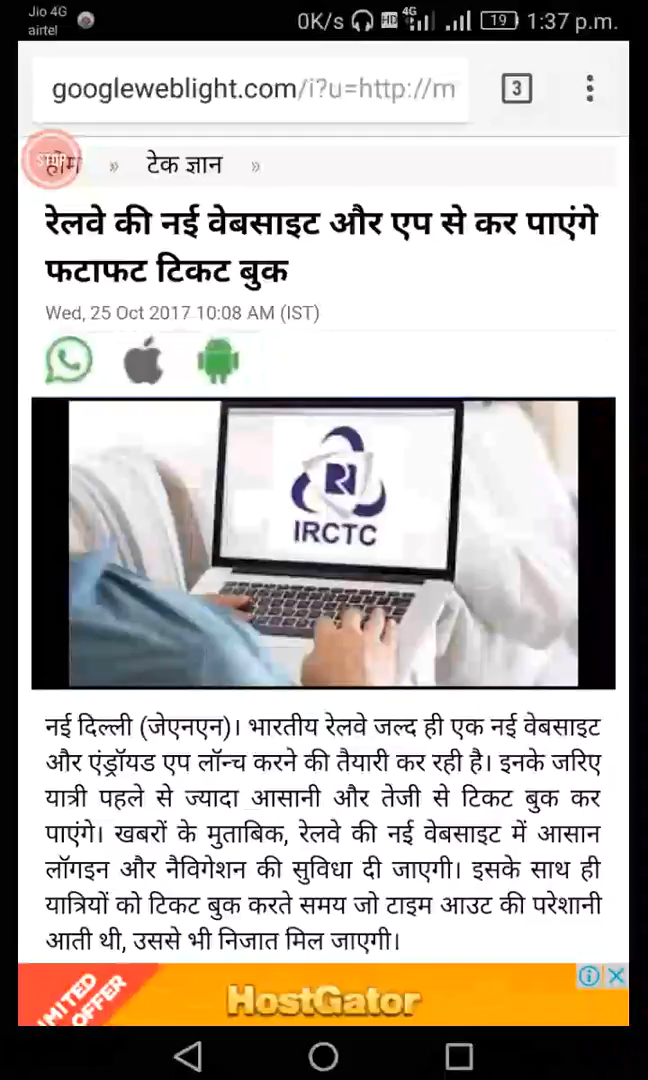 Jio 4G
airtel
0K/s HD 4G 19 1:37 p.m.
googleweblight.com/i?u=http://m
3
STOP
होम » टेक ज्ञान »
रेलवे की नई वेबसाइट और एप से कर पाएंगे
फटाफट टिकट बुक
Wed, 25 Oct 2017 10:08 AM (IST)
IRCTC
नई दिल्ली (जेएनएन)। भारतीय रेलवे जल्द ही एक नई वेबसाइट
और एंड्रॉयड एप लॉन्च करने की तैयारी कर रही है। इनके जरिए
यात्री पहले से ज्यादा आसानी और तेजी से टिकट बुक कर
पाएंगे। खबरों के मुताबिक, रेलवे की नई वेबसाइट में आसान
लॉगइन और नैविगेशन की सुविधा दी जाएगी। इसके साथ ही
यात्रियों को टिकट बुक करते समय जो टाइम आउट की परेशानी
आती थी, उससे भी निजात मिल जाएगी।
IMITED
OFFER
HostGator